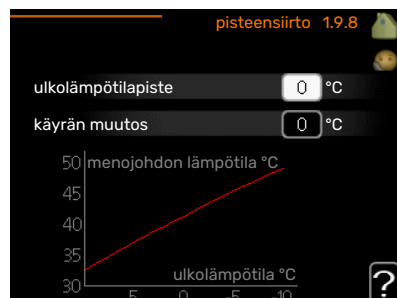 pisteensiirto 1.9.8
ulkolämpötilapiste 0 °C
käyrän muutos 0 °C
50 menojohdon lämpötila °C
45
40
35
ulkolämpötila °C
30
5 0 -5 -10
?